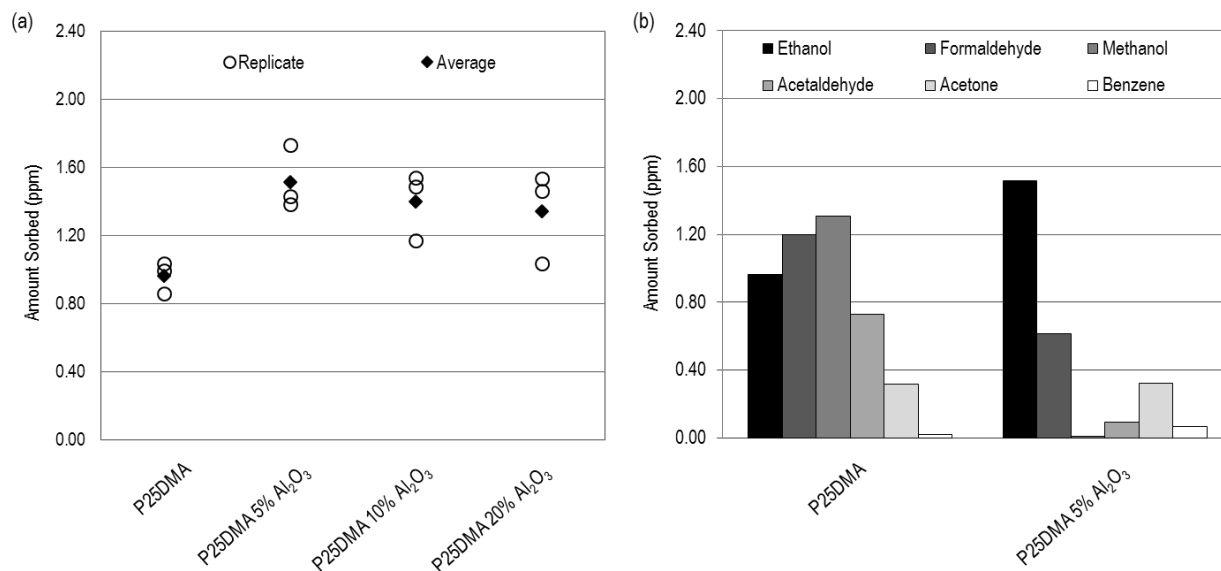 (a)
2.40
2.00
1.60
1.20
0.80
0.40
0.00
Amount Sorbed (ppm)
Replicate
Average
P25DMA
P25DMA 5% Al₂O₃
P25DMA 10% Al₂O₃
P25DMA 20% Al₂O₃
(b)
2.40
2.00
1.60
1.20
0.80
0.40
0.00
Amount Sorbed (ppm)
Ethanol Formaldehyde Methanol
Acetaldehyde Acetone Benzene
P25DMA
P25DMA 5% Al₂O₃